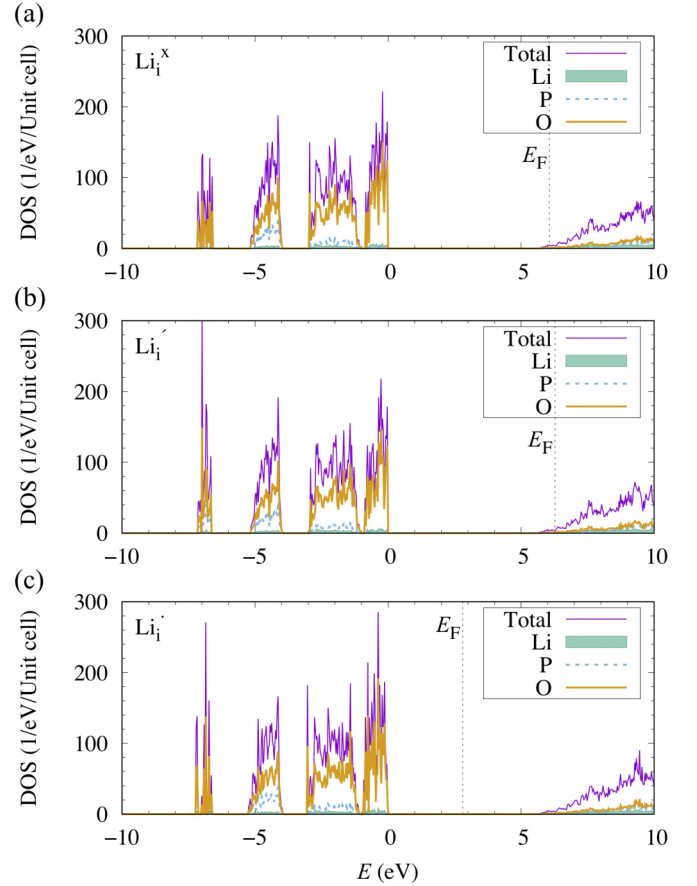 (a)
DOS (1/eV/Unit cell)
300
200
100
0
Li_i^x
Total
Li
P
O
E_F
−10
−5
0
5
10
(b)
DOS (1/eV/Unit cell)
300
200
100
0
Li_i^′
Total
Li
P
O
E_F
−10
−5
0
5
10
(c)
DOS (1/eV/Unit cell)
300
200
100
0
Li_i^·
E_F
Total
Li
P
O
−10
−5
0
5
10
E (eV)